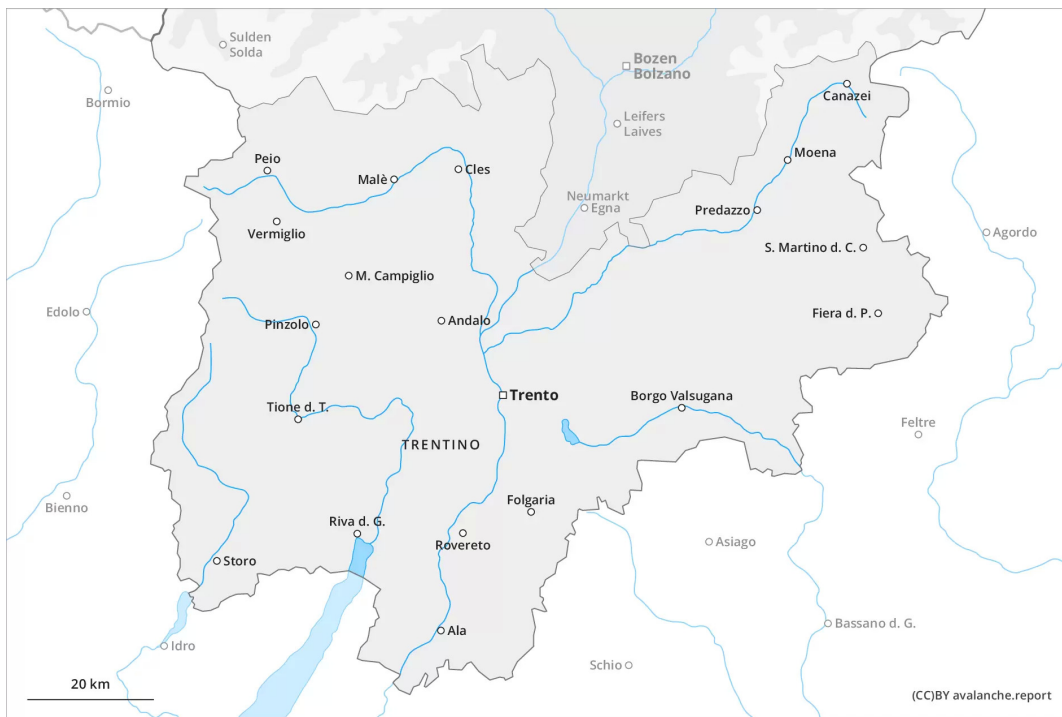 Sulden
Solda
Bozen
Bolzano
Bormio
Canazei
Leifers
Laives
Moena
Peio
Malè
Cles
Neumarkt
Egna
Predazzo
Vermiglio
Agordo
S. Martino d. C.
M. Campiglio
Edolo
Pinzolo
Andalo
Fiera d. P.
Trento
Borgo Valsugana
Tione d. T.
Feltre
TRENTINO
Bienno
Folgaria
Riva d. G.
Rovereto
Asiago
Storo
Ala
Bassano d. G.
Idro
Schio
20 km
(CC)BY avalanche.report